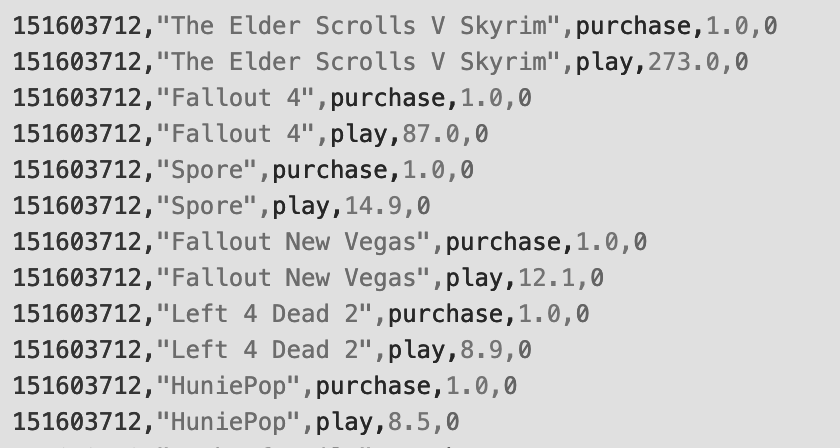 151603712,"The Elder Scrolls V Skyrim",purchase,1.0,0
151603712,"The Elder Scrolls V Skyrim",play,273.0,0
151603712,"Fallout 4",purchase,1.0,0
151603712,"Fallout 4",play,87.0,0
151603712,"Spore",purchase,1.0,0
151603712,"Spore",play,14.9,0
151603712,"Fallout New Vegas",purchase,1.0,0
151603712,"Fallout New Vegas",play,12.1,0
151603712,"Left 4 Dead 2",purchase,1.0,0
151603712,"Left 4 Dead 2",play,8.9,0
151603712,"HuniePop",purchase,1.0,0
151603712,"HuniePop",play,8.5,0